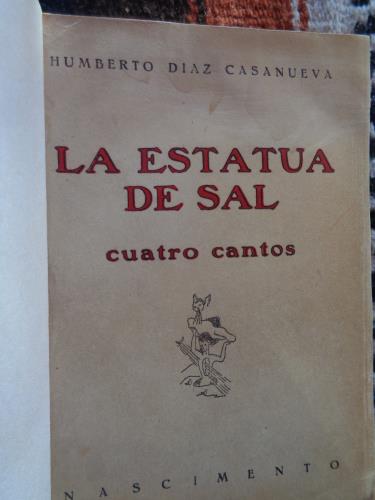 HUMBERTO DIAZ CASANUEVA
LA ESTATUA
DE SAL
cuatro cantos
NASCIMENTO